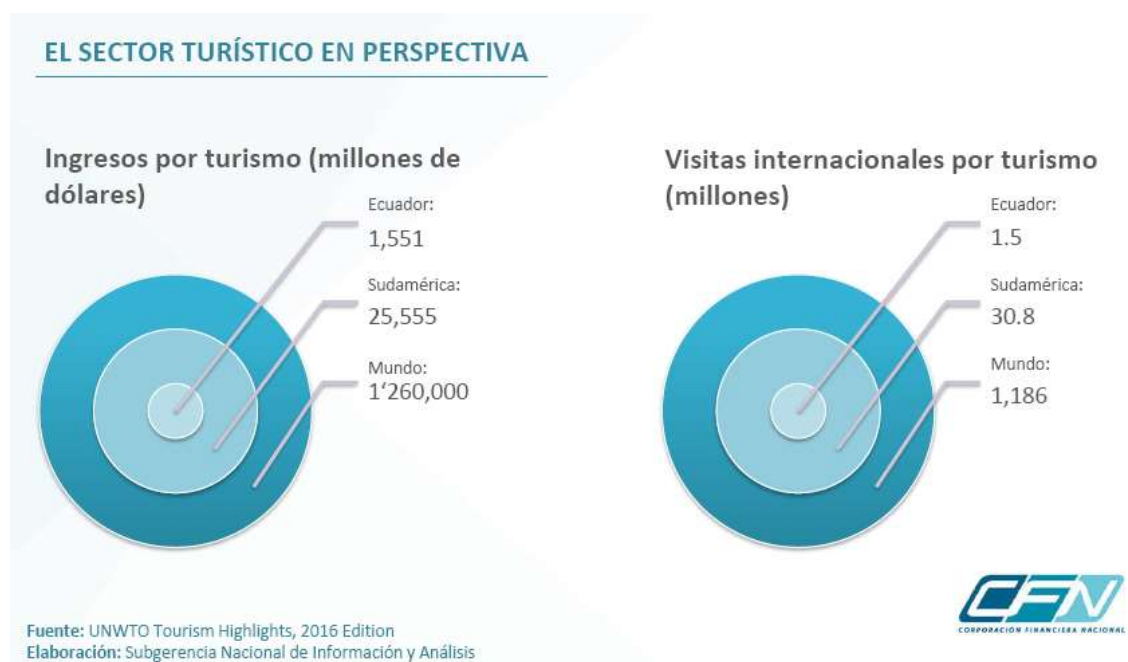 EL SECTOR TURÍSTICO EN PERSPECTIVA
Ingresos por turismo (millones de
dólares)
Ecuador:
1,551
Sudamérica:
25,555
Mundo:
1‘260,000
Visitas internacionales por turismo
(millones)
Ecuador:
1.5
Sudamérica:
30.8
Mundo:
1,186
CFN
CORPORACIÓN FINANCIERA NACIONAL
Fuente: UNWTO Tourism Highlights, 2016 Edition
Elaboración: Subgerencia Nacional de Información y Análisis